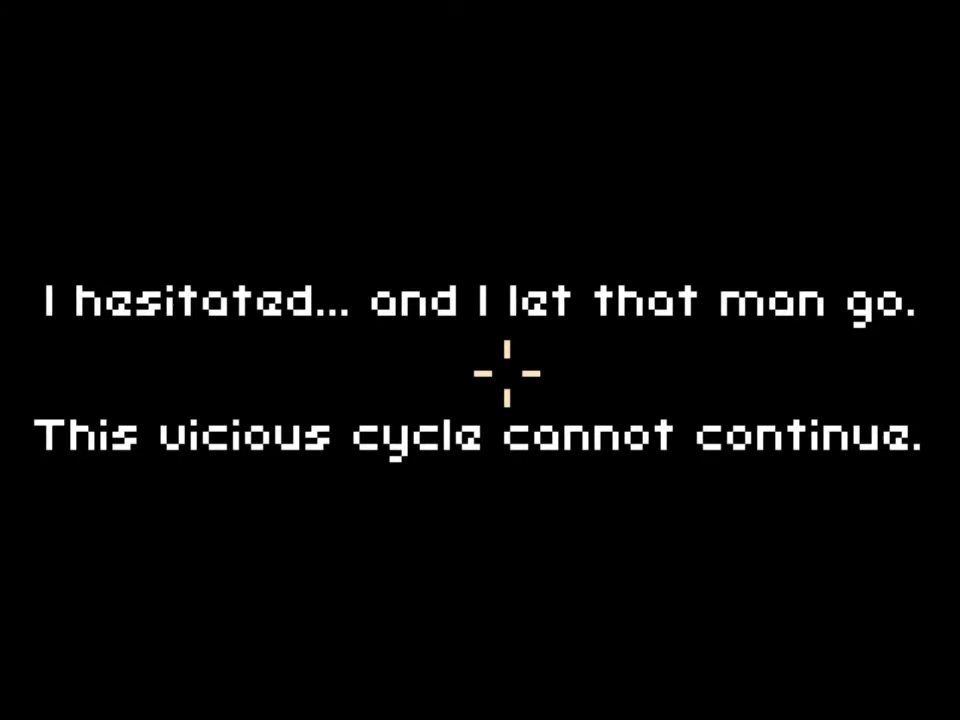 I hesitated... and I let that man go.
This vicious cycle cannot continue.